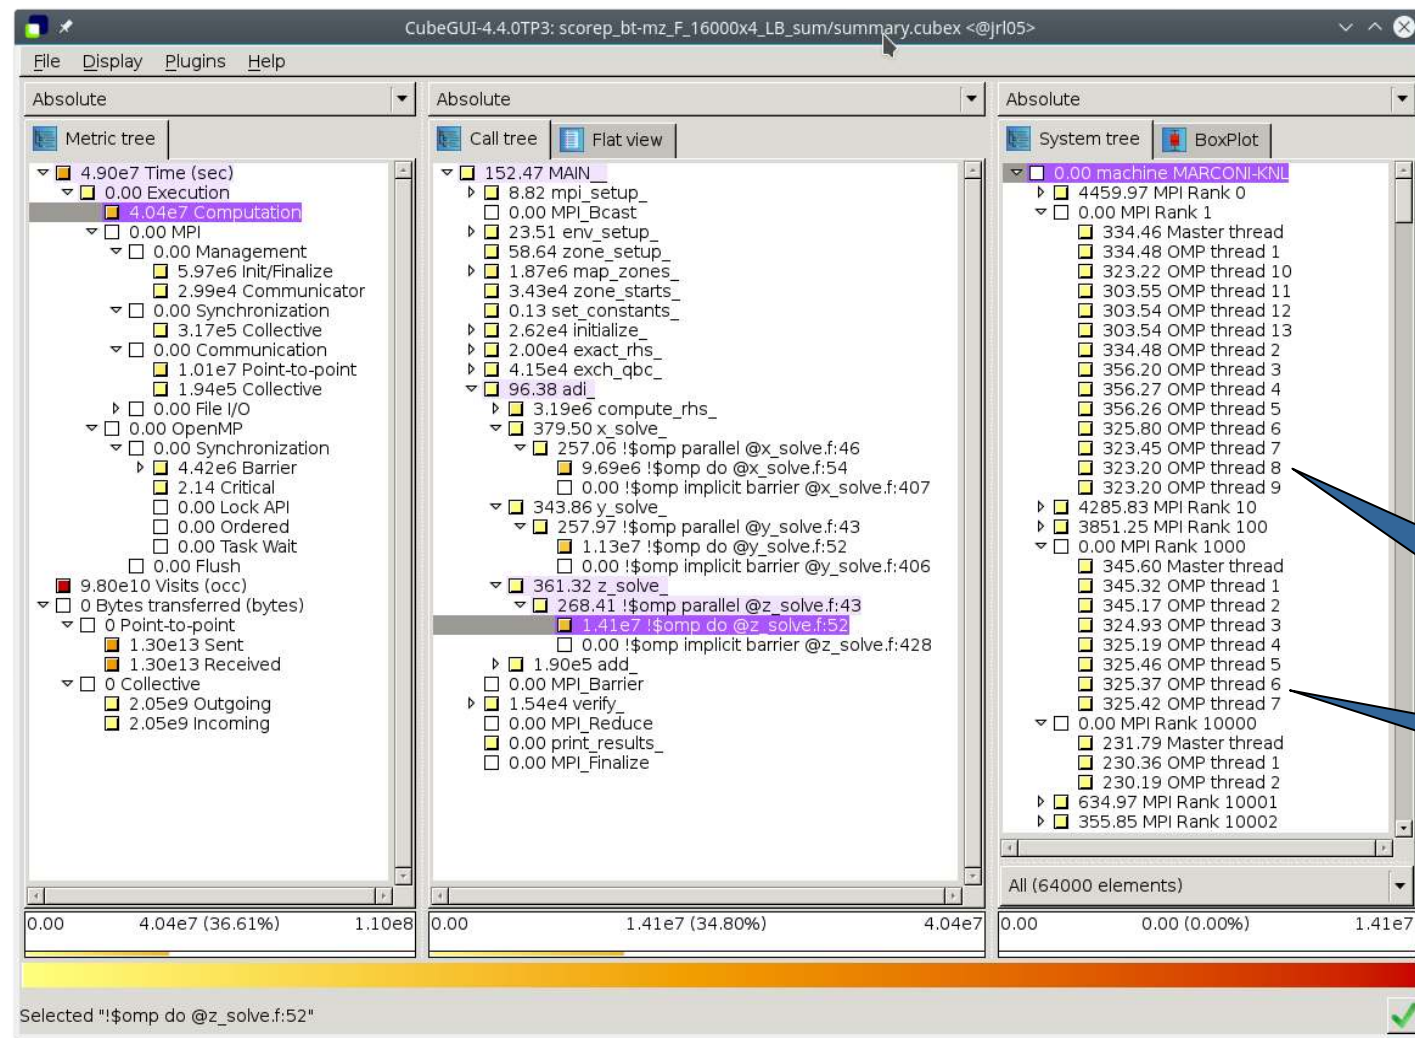 CubeGUI-4.4.0TP3: scorep_bt-mz_F_16000x4_LB_sum/summary.cubex <@jrl05>
File Display Plugins Help
Absolute
Metric tree
4.90e7 Time (sec)
0.00 Execution
4.04e7 Computation
0.00 MPI
0.00 Management
5.97e6 Init/Finalize
2.99e4 Communicator
0.00 Synchronization
3.17e5 Collective
0.00 Communication
1.01e7 Point-to-point
1.94e5 Collective
0.00 File I/O
0.00 OpenMP
0.00 Synchronization
4.42e6 Barrier
2.14 Critical
0.00 Lock API
0.00 Ordered
0.00 Task Wait
0.00 Flush
9.80e10 Visits (occ)
0 Bytes transferred (bytes)
0 Point-to-point
1.30e13 Sent
1.30e13 Received
0 Collective
2.05e9 Outgoing
2.05e9 Incoming
0.00 4.04e7 (36.61%) 1.10e8
Absolute
Call tree Flat view
152.47 MAIN__
8.82 mpi_setup_
0.00 MPI_Bcast
23.51 env_setup_
58.64 zone_setup_
1.87e6 map_zones_
3.43e4 zone_starts_
0.13 set_constants_
2.62e4 initialize_
2.00e4 exact_rhs_
4.15e4 exch_qbc_
96.38 adi_
3.19e6 compute_rhs_
379.50 x_solve_
257.06 !$omp parallel @x_solve.f:46
9.69e6 !$omp do @x_solve.f:54
0.00 !$omp implicit barrier @x_solve.f:407
343.86 y_solve_
257.97 !$omp parallel @y_solve.f:43
1.13e7 !$omp do @y_solve.f:52
0.00 !$omp implicit barrier @y_solve.f:406
361.32 z_solve_
268.41 !$omp parallel @z_solve.f:43
1.41e7 !$omp do @z_solve.f:52
0.00 !$omp implicit barrier @z_solve.f:428
1.90e5 add_
0.00 MPI_Barrier
1.54e4 verify_
0.00 MPI_Reduce
0.00 print_results_
0.00 MPI_Finalize
0.00 1.41e7 (34.80%) 4.04e7
Absolute
System tree BoxPlot
0.00 machine MARCONI-KNL
4459.97 MPI Rank 0
0.00 MPI Rank 1
334.46 Master thread
334.48 OMP thread 1
323.22 OMP thread 10
303.55 OMP thread 11
303.54 OMP thread 12
303.54 OMP thread 13
334.48 OMP thread 2
356.20 OMP thread 3
356.27 OMP thread 4
356.26 OMP thread 5
325.80 OMP thread 6
323.45 OMP thread 7
323.20 OMP thread 8
323.20 OMP thread 9
4285.83 MPI Rank 10
3851.25 MPI Rank 100
0.00 MPI Rank 1000
345.60 Master thread
345.32 OMP thread 1
345.17 OMP thread 2
324.93 OMP thread 3
325.19 OMP thread 4
325.46 OMP thread 5
325.37 OMP thread 6
325.42 OMP thread 7
0.00 MPI Rank 10000
231.79 Master thread
230.36 OMP thread 1
230.19 OMP thread 2
634.97 MPI Rank 10001
355.85 MPI Rank 10002
All (64000 elements)
0.00 0.00 (0.00%) 1.41e7
Selected "!$omp do @z_solve.f:52"